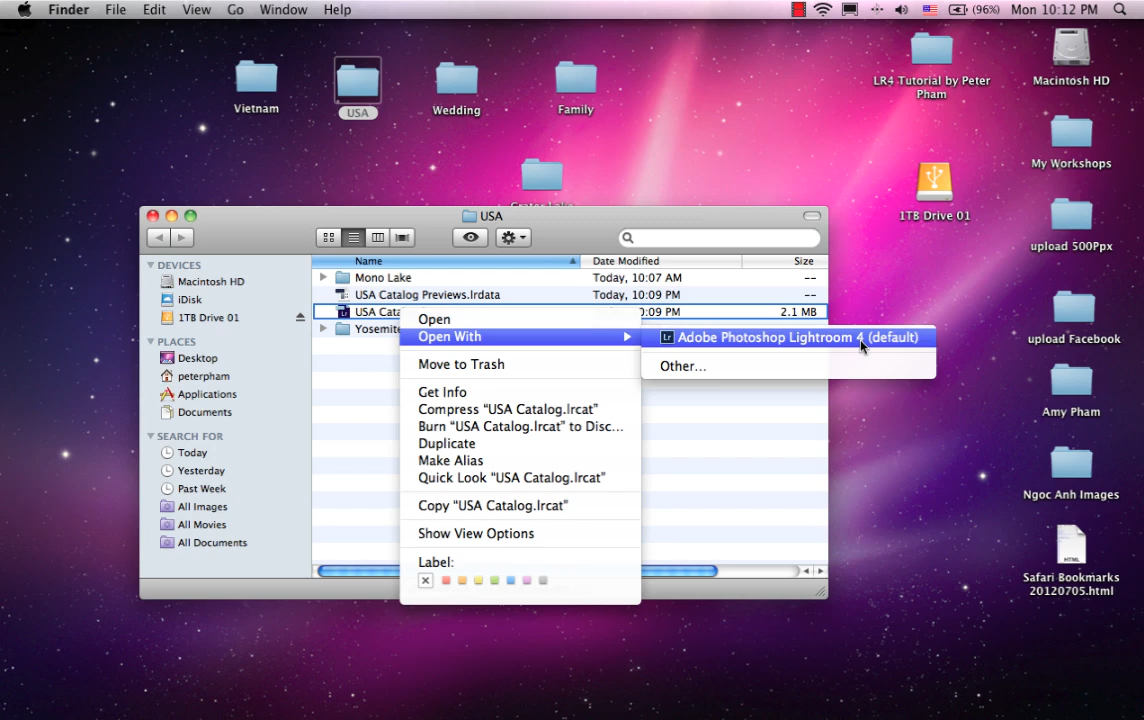 Finder File Edit View Go Window Help
(96%) Mon 10:12 PM
Vietnam
USA
Wedding
Family
LR4 Tutorial by Peter
Pham
Macintosh HD
My Workshops
1TB Drive 01
upload 500Ppx
upload Facebook
Amy Pham
Ngoc Anh Images
HTML
Safari Bookmarks
20120705.html
USA
DEVICES
Macintosh HD
iDisk
1TB Drive 01
PLACES
Desktop
peterpham
Applications
Documents
SEARCH FOR
Today
Yesterday
Past Week
All Images
All Movies
All Documents
Name Date Modified Size
Mono Lake Today, 10:07 AM --
USA Catalog Previews.lrdata Today, 10:09 PM --
USA Cata 0:09 PM 2.1 MB
Yosemite
Open
Open With
Move to Trash
Get Info
Compress “USA Catalog.lrcat”
Burn “USA Catalog.lrcat” to Disc...
Duplicate
Make Alias
Quick Look “USA Catalog.lrcat”
Copy “USA Catalog.lrcat”
Show View Options
Label:
Lr Adobe Photoshop Lightroom 4 (default)
Other...